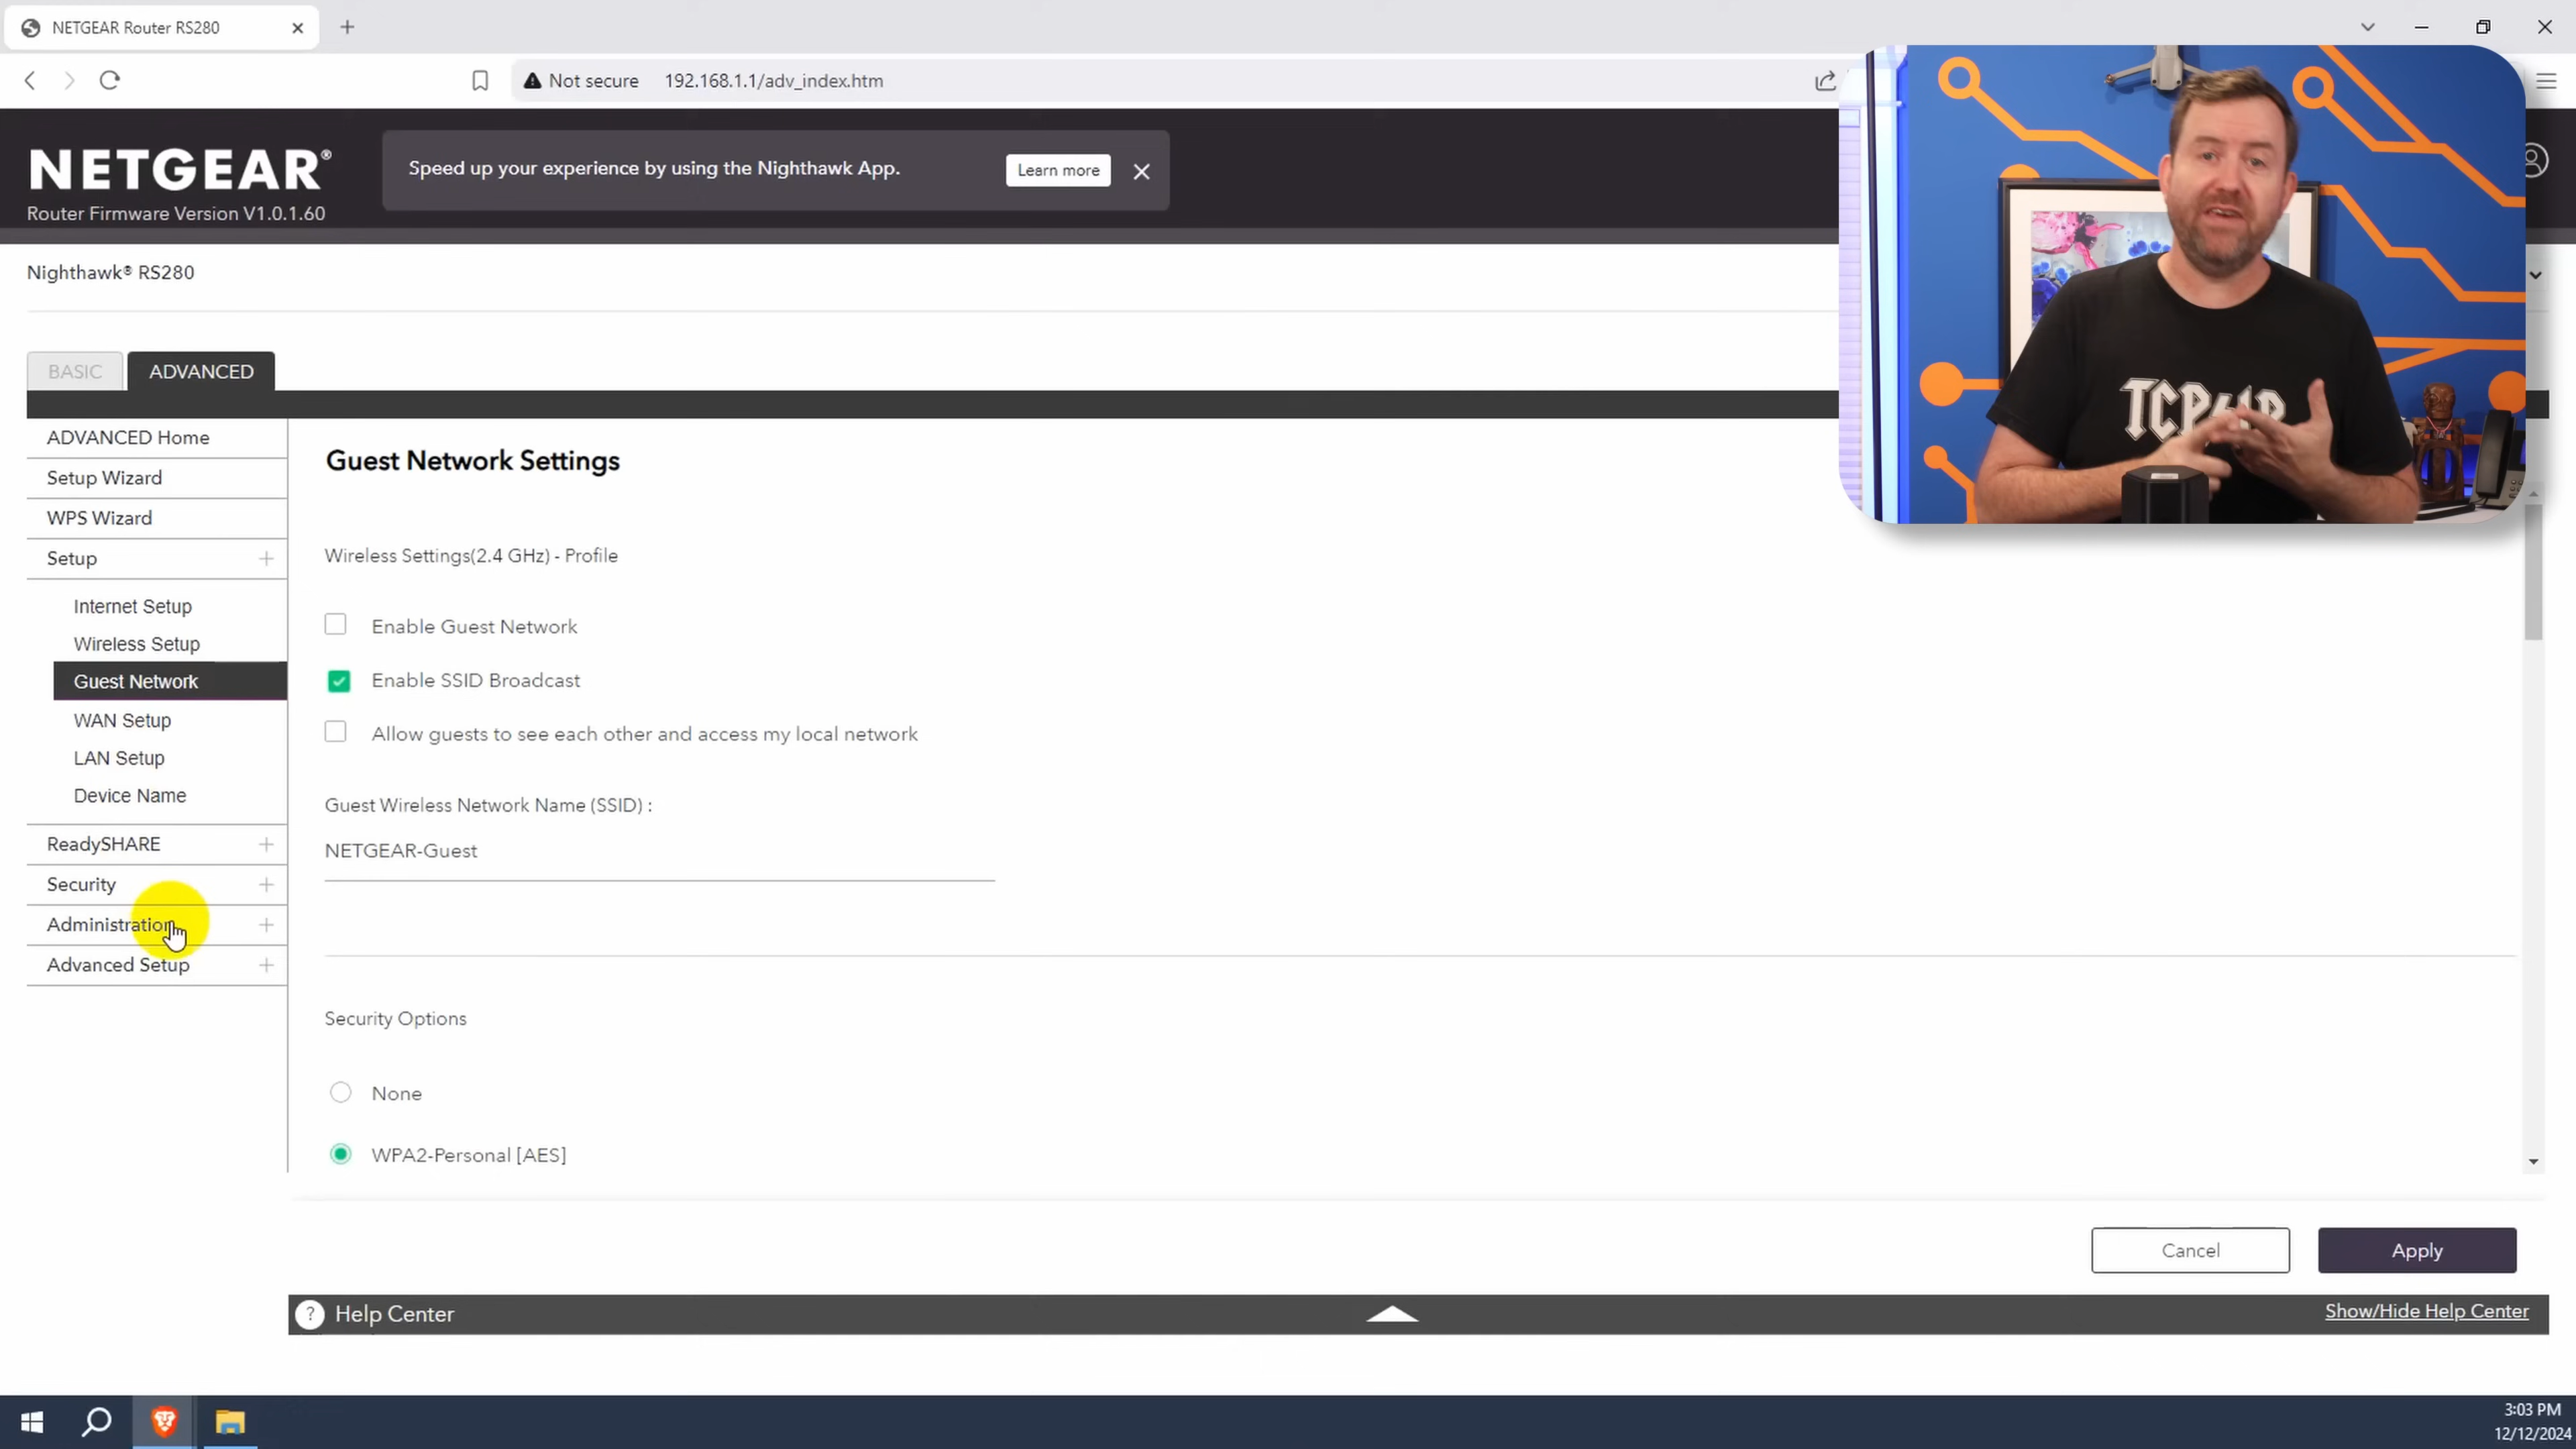 NETGEAR Router RS280
Not secure 192.168.1.1/adv_index.htm
NETGEAR®
Router Firmware Version V1.0.1.60
Speed up your experience by using the Nighthawk App.
Learn more
Nighthawk® RS280
BASIC
ADVANCED
ADVANCED Home
Setup Wizard
WPS Wizard
Setup
Internet Setup
Wireless Setup
Guest Network
WAN Setup
LAN Setup
Device Name
ReadySHARE
Security
Administration
Advanced Setup
Guest Network Settings
Wireless Settings(2.4 GHz) - Profile
Enable Guest Network
Enable SSID Broadcast
Allow guests to see each other and access my local network
Guest Wireless Network Name (SSID) :
NETGEAR-Guest
Security Options
None
WPA2-Personal [AES]
Cancel
Apply
? Help Center
Show/Hide Help Center
3:03 PM
12/12/2024